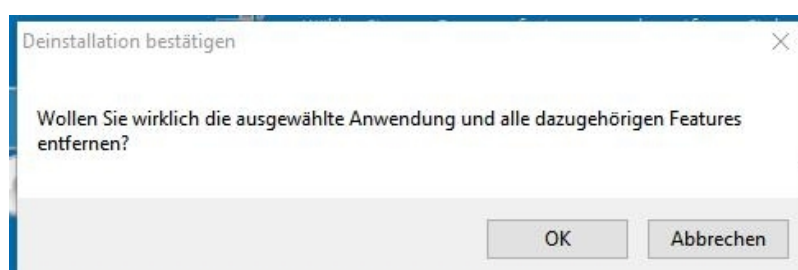 Deinstallation bestätigen
Wollen Sie wirklich die ausgewählte Anwendung und alle dazugehörigen Features
entfernen?
OK
Abbrechen